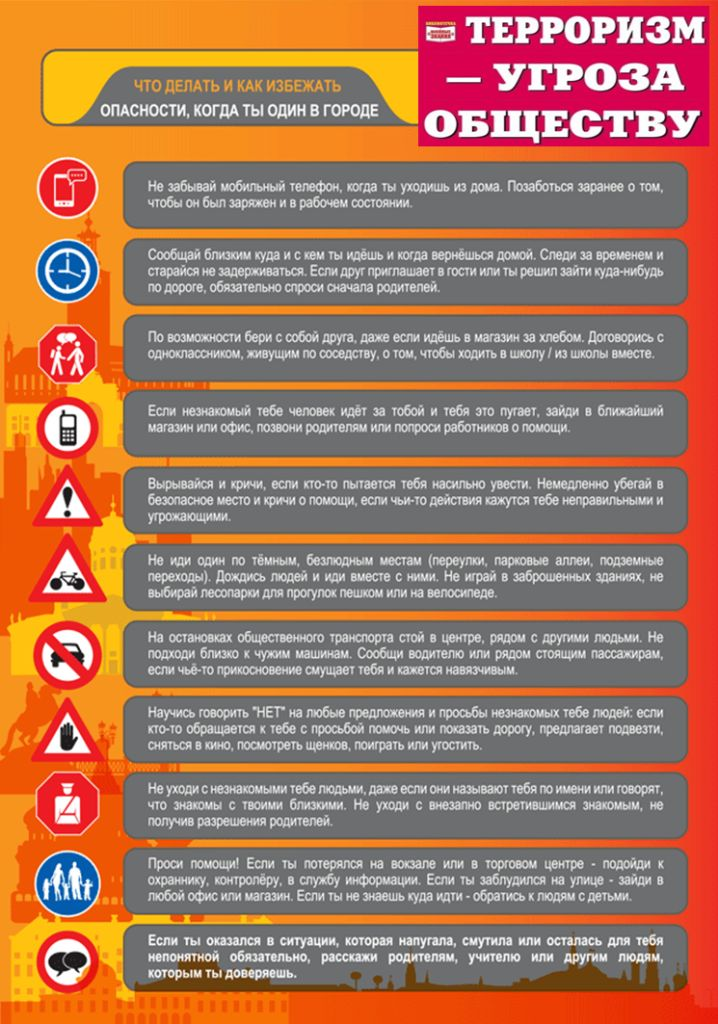 БИБЛИОТЕЧКА
ТЕРРОРИЗМ
— УГРОЗА
ОБЩЕСТВУ
ЧТО ДЕЛАТЬ И КАК ИЗБЕЖАТЬ
ОПАСНОСТИ, КОГДА ТЫ ОДИН В ГОРОДЕ
Не забывай мобильный телефон, когда ты уходишь из дома. Позаботься заранее о том,
чтобы он был заряжен и в рабочем состоянии.
Сообщай близким куда и с кем ты идёшь и когда вернёшься домой. Следи за временем и
старайся не задерживаться. Если друг приглашает в гости или ты решил зайти куда-нибудь
по дороге, обязательно спроси сначала родителей.
По возможности бери с собой друга, даже если идёшь в магазин за хлебом. Договорись с
одноклассником, живущим по соседству, о том, чтобы ходить в школу / из школы вместе.
Если незнакомый тебе человек идёт за тобой и тебя это пугает, зайди в ближайший
магазин или офис, позвони родителям или попроси работников о помощи.
Вырывайся и кричи, если кто-то пытается тебя насильно увести. Немедленно убегай в
безопасное место и кричи о помощи, если чьи-то действия кажутся тебе неправильными и
угрожающими.
Не иди один по тёмным, безлюдным местам (переулки, парковые аллеи, подземные
переходы). Дождись людей и иди вместе с ними. Не играй в заброшенных зданиях, не
выбирай лесопарки для прогулок пешком или на велосипеде.
На остановках общественного транспорта стой в центре, рядом с другими людьми. Не
подходи близко к чужим машинам. Сообщи водителю или рядом стоящим пассажирам,
если чьё-то прикосновение смущает тебя и кажется навязчивым.
Научись говорить "НЕТ" на любые предложения и просьбы незнакомых тебе людей: если
кто-то обращается к тебе с просьбой помочь или показать дорогу, предлагает подвезти,
сняться в кино, посмотреть щенков, поиграть или угостить.
Не уходи с незнакомыми тебе людьми, даже если они называют тебя по имени или говорят,
что знакомы с твоими близкими. Не уходи с внезапно встретившимся знакомым, не
получив разрешения родителей.
Проси помощи! Если ты потерялся на вокзале или в торговом центре - подойди к
охраннику, контролёру, в службу информации. Если ты заблудился на улице - зайди в
любой офис или магазин. Если ты не знаешь куда идти - обратись к людям с детьми.
Если ты оказался в ситуации, которая напугала, смутила или осталась для тебя
непонятной обязательно, расскажи родителям, учителю или другим людям,
которым ты доверяешь.